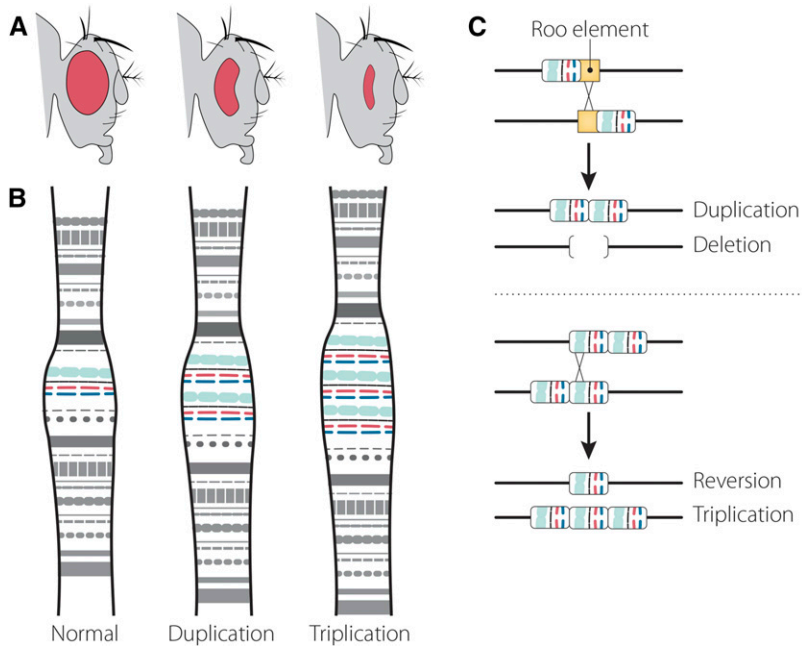 A
B
Normal
Duplication
Triplication
C
Roo element
Duplication
Deletion
Reversion
Triplication